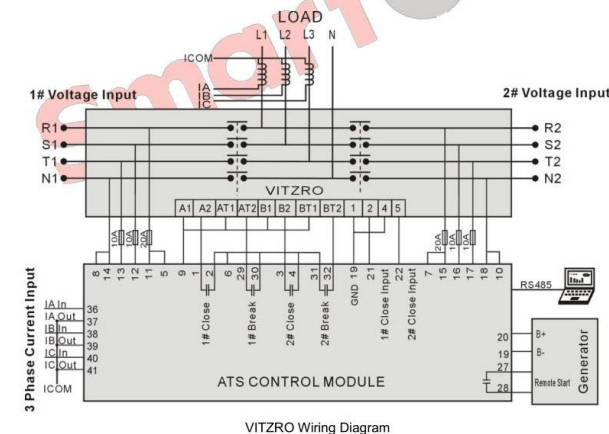 LOAD
L1 L2 L3 N
ICOM
IA
IB
IC
1# Voltage Input
2# Voltage Input
R1
S1
T1
N1
R2
S2
T2
N2
VITZRO
A1 A2 AT1 AT2 B1 B2 BT1 BT2 1 2 4 5
10A 10A 20A
20A 10A 10A
8 14 13 12 11 5 9 1 2 6 29 30 3 4 31 32 GND 19 21 22 7 15 16 17 18 10
1# Close
1# Break
2# Close
2# Break
1# Close Input
2# Close Input
RS485
3 Phase Current Input
IA In 36
IA Out 37
IB In 38
IB Out 39
IC In 40
IC Out 41
ICOM
ATS CONTROL MODULE
20 B+
19 B-
27
28
Remote Start
Generator
VITZRO Wiring Diagram
smart